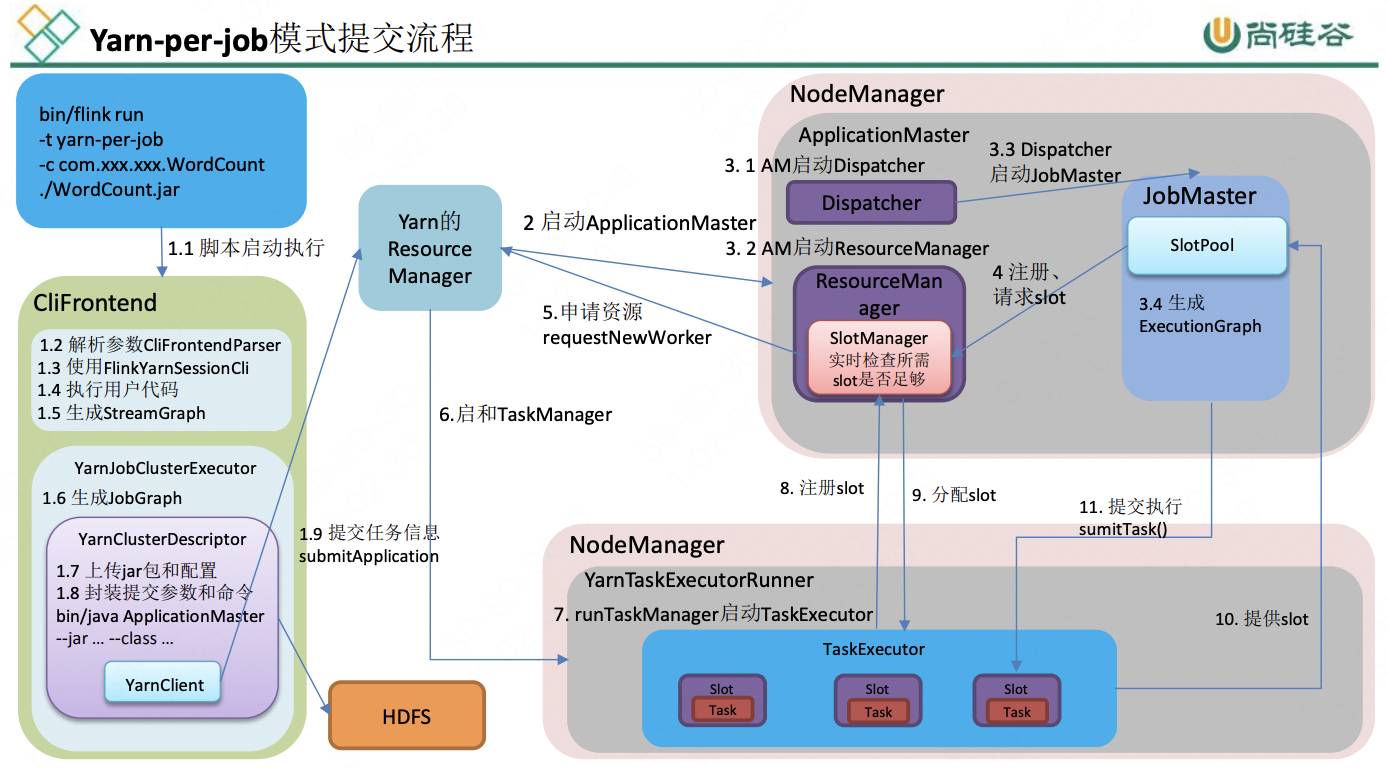 Yarn-per-job模式提交流程
尚硅谷
bin/flink run
-t yarn-per-job
-c com.xxx.xxx.WordCount
./WordCount.jar
1.1 脚本启动执行
CliFrontend
1.2 解析参数CliFrontendParser
1.3 使用FlinkYarnSessionCli
1.4 执行用户代码
1.5 生成StreamGraph
YarnJobClusterExecutor
1.6 生成JobGraph
YarnClusterDescriptor
1.7 上传jar包和配置
1.8 封装提交参数和命令
bin/java ApplicationMaster
--jar ... --class ...
YarnClient
HDFS
1.9 提交任务信息
submitApplication
Yarn的
Resource
Manager
2 启动ApplicationMaster
5.申请资源
requestNewWorker
6.启和TaskManager
NodeManager
ApplicationMaster
3. 1 AM启动Dispatcher
Dispatcher
3.3 Dispatcher
启动JobMaster
3. 2 AM启动ResourceManager
ResourceMan
ager
SlotManager
实时检查所需
slot是否足够
4 注册、
请求slot
JobMaster
SlotPool
3.4 生成
ExecutionGraph
8. 注册slot
9. 分配slot
11. 提交执行
sumitTask()
10. 提供slot
NodeManager
YarnTaskExecutorRunner
7. runTaskManager启动TaskExecutor
TaskExecutor
Slot
Task
Slot
Task
Slot
Task